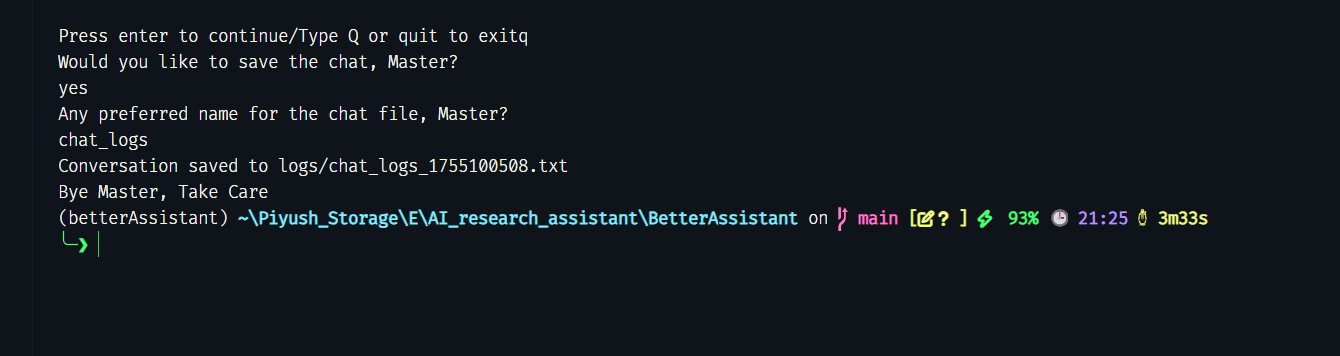 Press enter to continue/Type Q or quit to exitq
Would you like to save the chat, Master?
yes
Any preferred name for the chat file, Master?
chat_logs
Conversation saved to logs/chat_logs_1755100508.txt
Bye Master, Take Care
(betterAssistant) ~\Piyush_Storage\E\AI_research_assistant\BetterAssistant on main [? ] 93% 21:25 3m33s